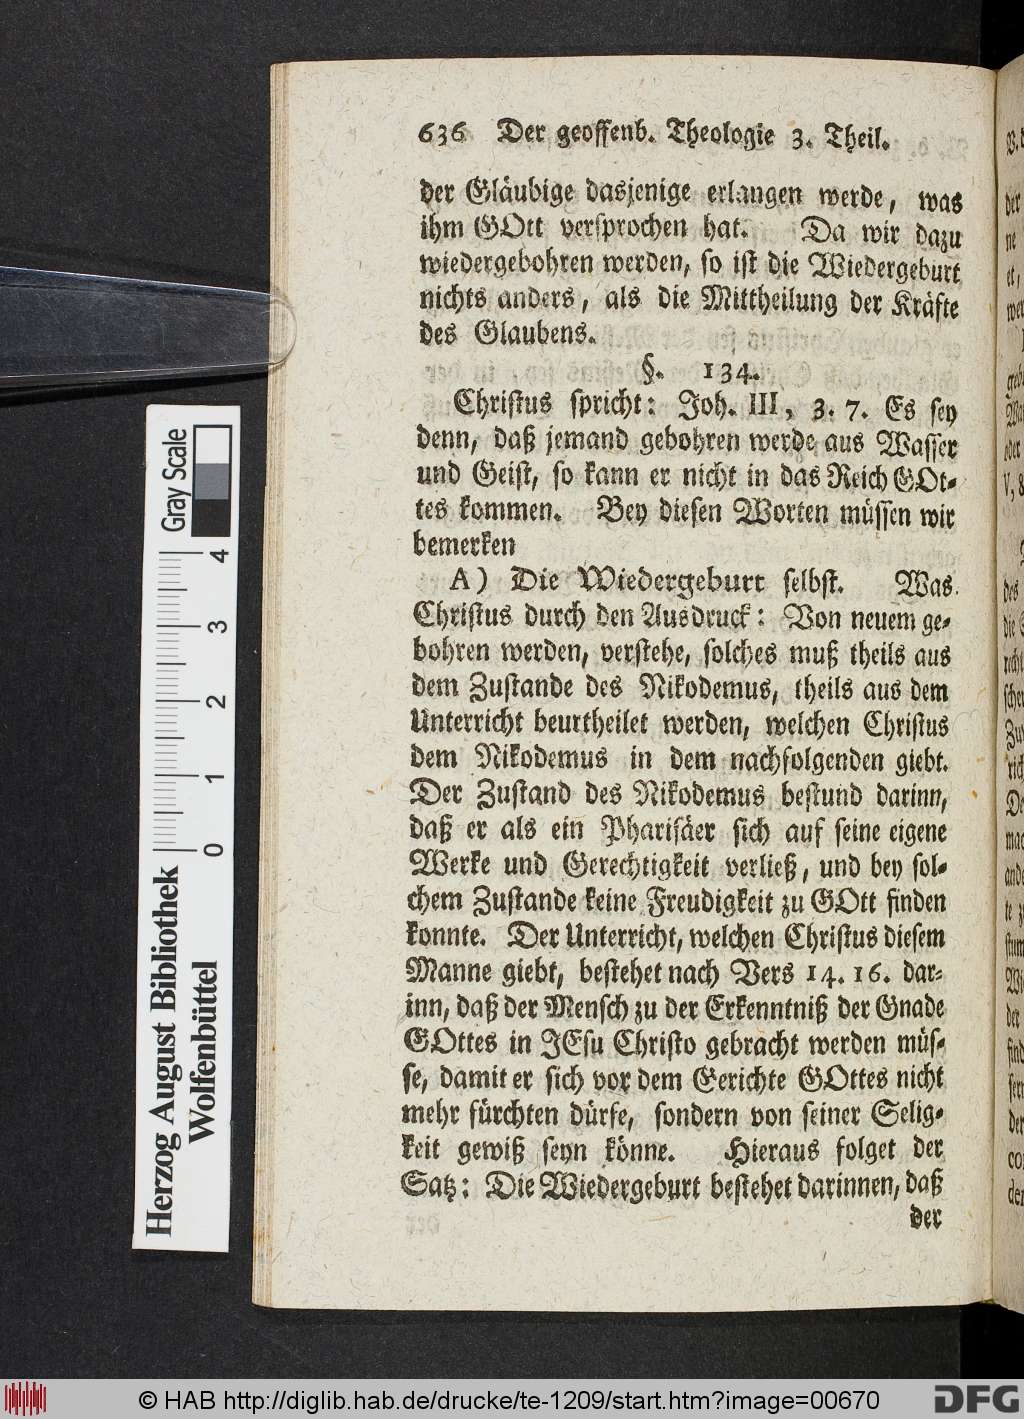 636 Der geoffenb. Theologie 3. Theil.
der Gläubige dasjenige erlangen werde, was
ihm GOtt versprochen hat. Da wir dazu
wiedergebohren werden, so ist die Wiedergeburt
nichts anders, als die Mittheilung der Kräfte
des Glaubens.
§. 134.
Christus spricht: Joh. III, 3. 7. Es sey
denn, daß jemand gebohren werde aus Wasser
und Geist, so kann er nicht in das Reich GOt-
tes kommen. Bey diesen Worten müssen wir
bemerken
A) Die Wiedergeburt selbst. Was
Christus durch den Ausdruck: Von neuem ge-
bohren werden, verstehe, solches muß theils aus
dem Zustande des Nikodemus, theils aus dem
Unterricht beurtheilet werden, welchen Christus
dem Nikodemus in dem nachfolgenden giebt.
Der Zustand des Nikodemus bestund darinn,
daß er als ein Pharisäer sich auf seine eigene
Werke und Gerechtigkeit verließ, und bey sol-
chem Zustande keine Freudigkeit zu GOtt finden
konnte. Der Unterricht, welchen Christus diesem
Manne giebt, bestehet nach Vers 14. 16. dar-
inn, daß der Mensch zu der Erkenntniß der Gnade
GOttes in JEsu Christo gebracht werden müs-
se, damit er sich vor dem Gerichte GOttes nicht
mehr fürchten dürfe, sondern von seiner Selig-
keit gewiß seyn könne. Hieraus folget der
Satz: Die Wiedergeburt bestehet darinnen, daß
der
Herzog August Bibliothek
Wolfenbüttel
0 1 2 3 4
Gray Scale
© HAB http://diglib.hab.de/drucke/te-1209/start.htm?image=00670
DFG